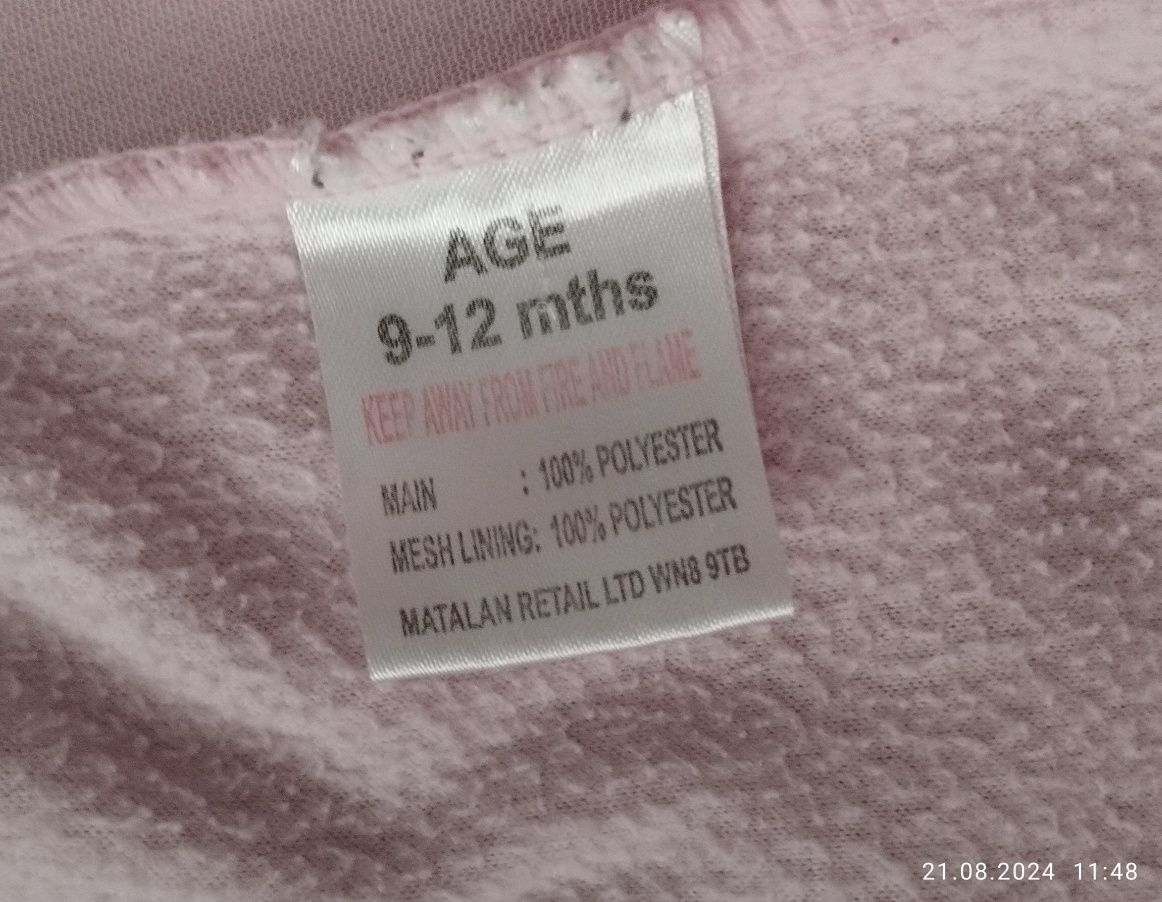 AGE
9-12 mths
KEEP AWAY FROM FIRE AND FLAME
MAIN : 100% POLYESTER
MESH LINING: 100% POLYESTER
MATALAN RETAIL LTD WN8 9TB
21.08.2024 11:48